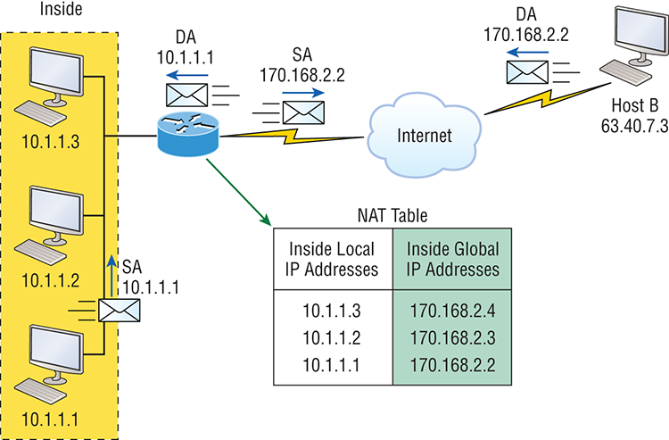 Inside
10.1.1.3
10.1.1.2
SA
10.1.1.1
10.1.1.1
DA
10.1.1.1
SA
170.168.2.2
Internet
DA
170.168.2.2
Host B
63.40.7.3
NAT Table
Inside Local
IP Addresses
Inside Global
IP Addresses
10.1.1.3 170.168.2.4
10.1.1.2 170.168.2.3
10.1.1.1 170.168.2.2